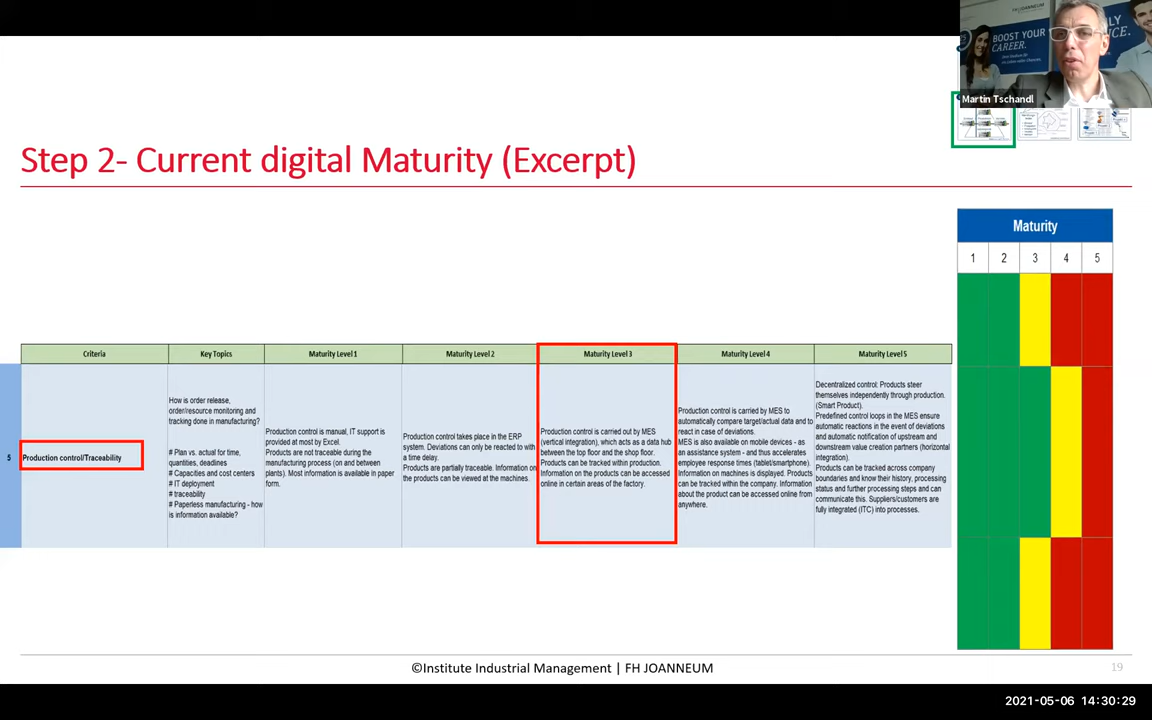 FH JOANNEUM
BOOST YOUR
CAREER.
Martin Tschandl
Step 2- Current digital Maturity (Excerpt)
Maturity
1 2 3 4 5
Criteria
Key Topics
Maturity Level 1
Maturity Level 2
Maturity Level 3
Maturity Level 4
Maturity Level 5
5
Production control/Traceability
How is order release,
order/resource monitoring and
tracking done in manufacturing?
# Plan vs. actual for time,
quantities, deadlines
# Capacities and cost centers
# IT deployment
# traceability
# Paperless manufacturing - how
is information available?
Production control is manual, IT support is
provided at most by Excel.
Products are not traceable during the
manufacturing process (on and between
plants). Most information is available in paper
form.
Production control takes place in the ERP
system. Deviations can only be reacted to with
a time delay.
Products are partially traceable. Information on
the products can be viewed at the machines.
Production control is carried out by MES
(vertical integration), which acts as a data hub
between the top floor and the shop floor.
Products can be tracked within production.
Information on the products can be accessed
online in certain areas of the factory.
Production control is carried by MES to
automatically compare target/actual data and to
react in case of deviations.
MES is also available on mobile devices - as
an assistance system - and thus accelerates
employee response times (tablet/smartphone).
Information on machines is displayed. Products
can be tracked within the company. Information
about the product can be accessed online from
anywhere.
Decentralized control: Products steer
themselves independently through production.
(Smart Product).
Predefined control loops in the MES ensure
automatic reactions in the event of deviations
and automatic notification of upstream and
downstream value creation partners (horizontal
integration).
Products can be tracked across company
boundaries and know their history, processing
status and further processing steps and can
communicate this. Suppliers/customers are
fully integrated (ITC) into processes.
©Institute Industrial Management | FH JOANNEUM
19
2021-05-06 14:30:29